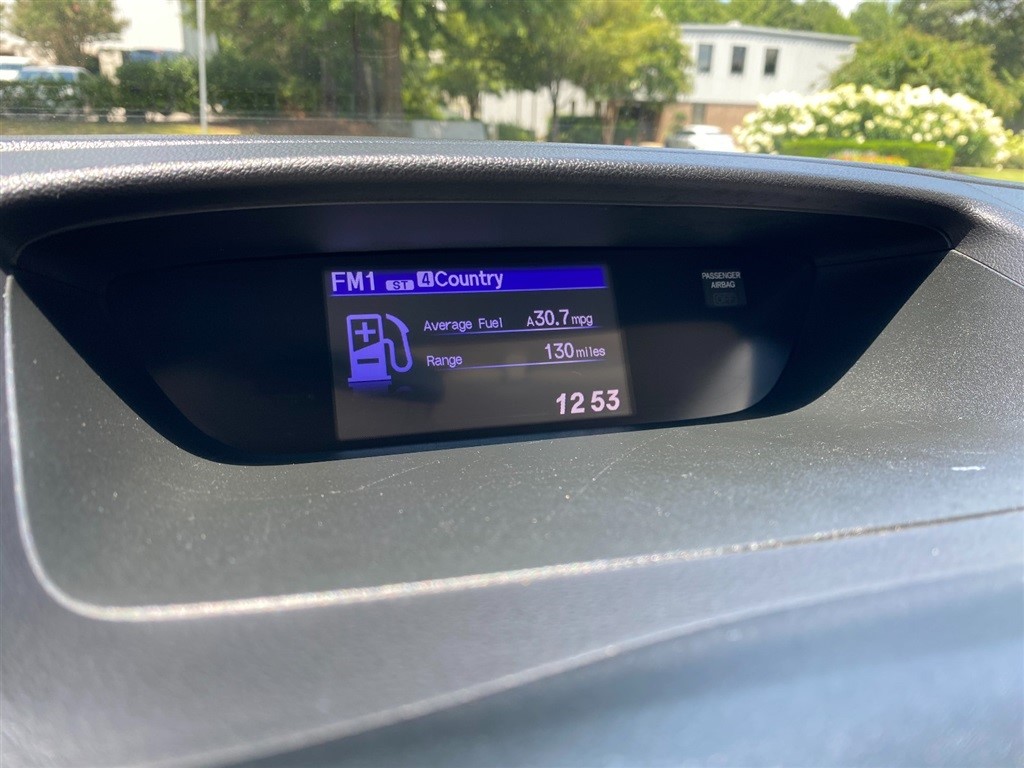 FM1 ST 4 Country
Average Fuel A30.7 mpg
Range 130 miles
12 53
PASSENGER
AIRBAG